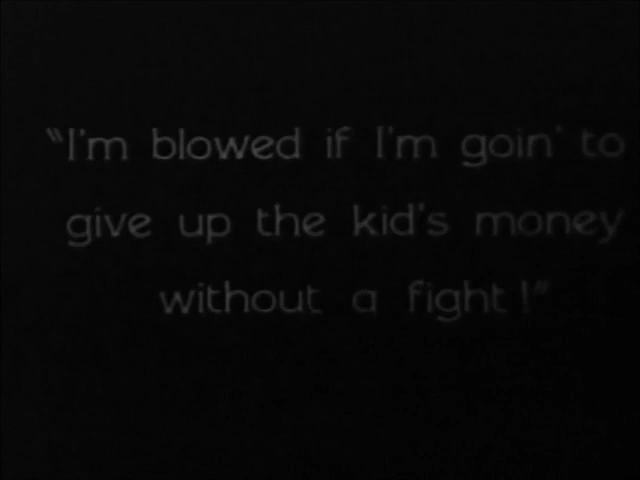 "I'm blowed if I'm goin' to
give up the kid's money
without a fight!"